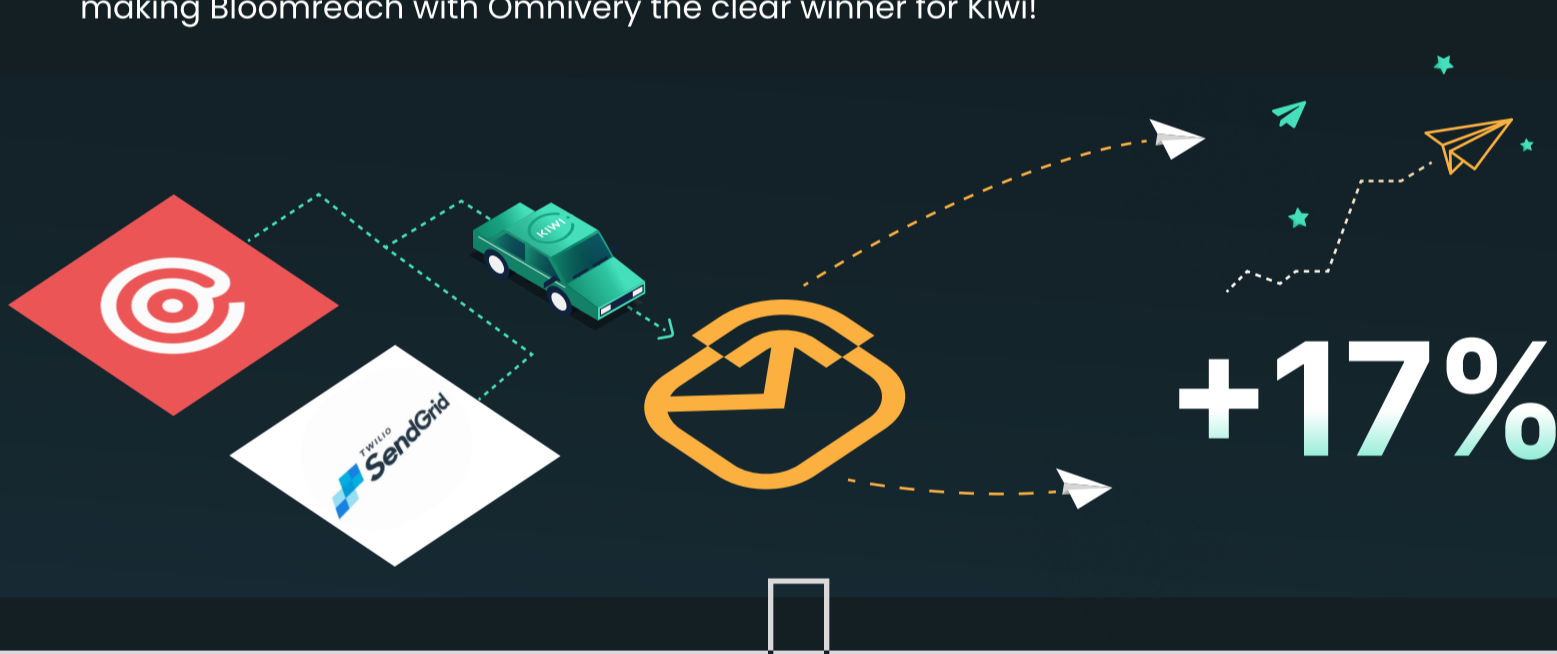 making Bloomreach with Omnivery the clear winner for Kiwi!
KIWI
TWILIO
SendGrid
+17%